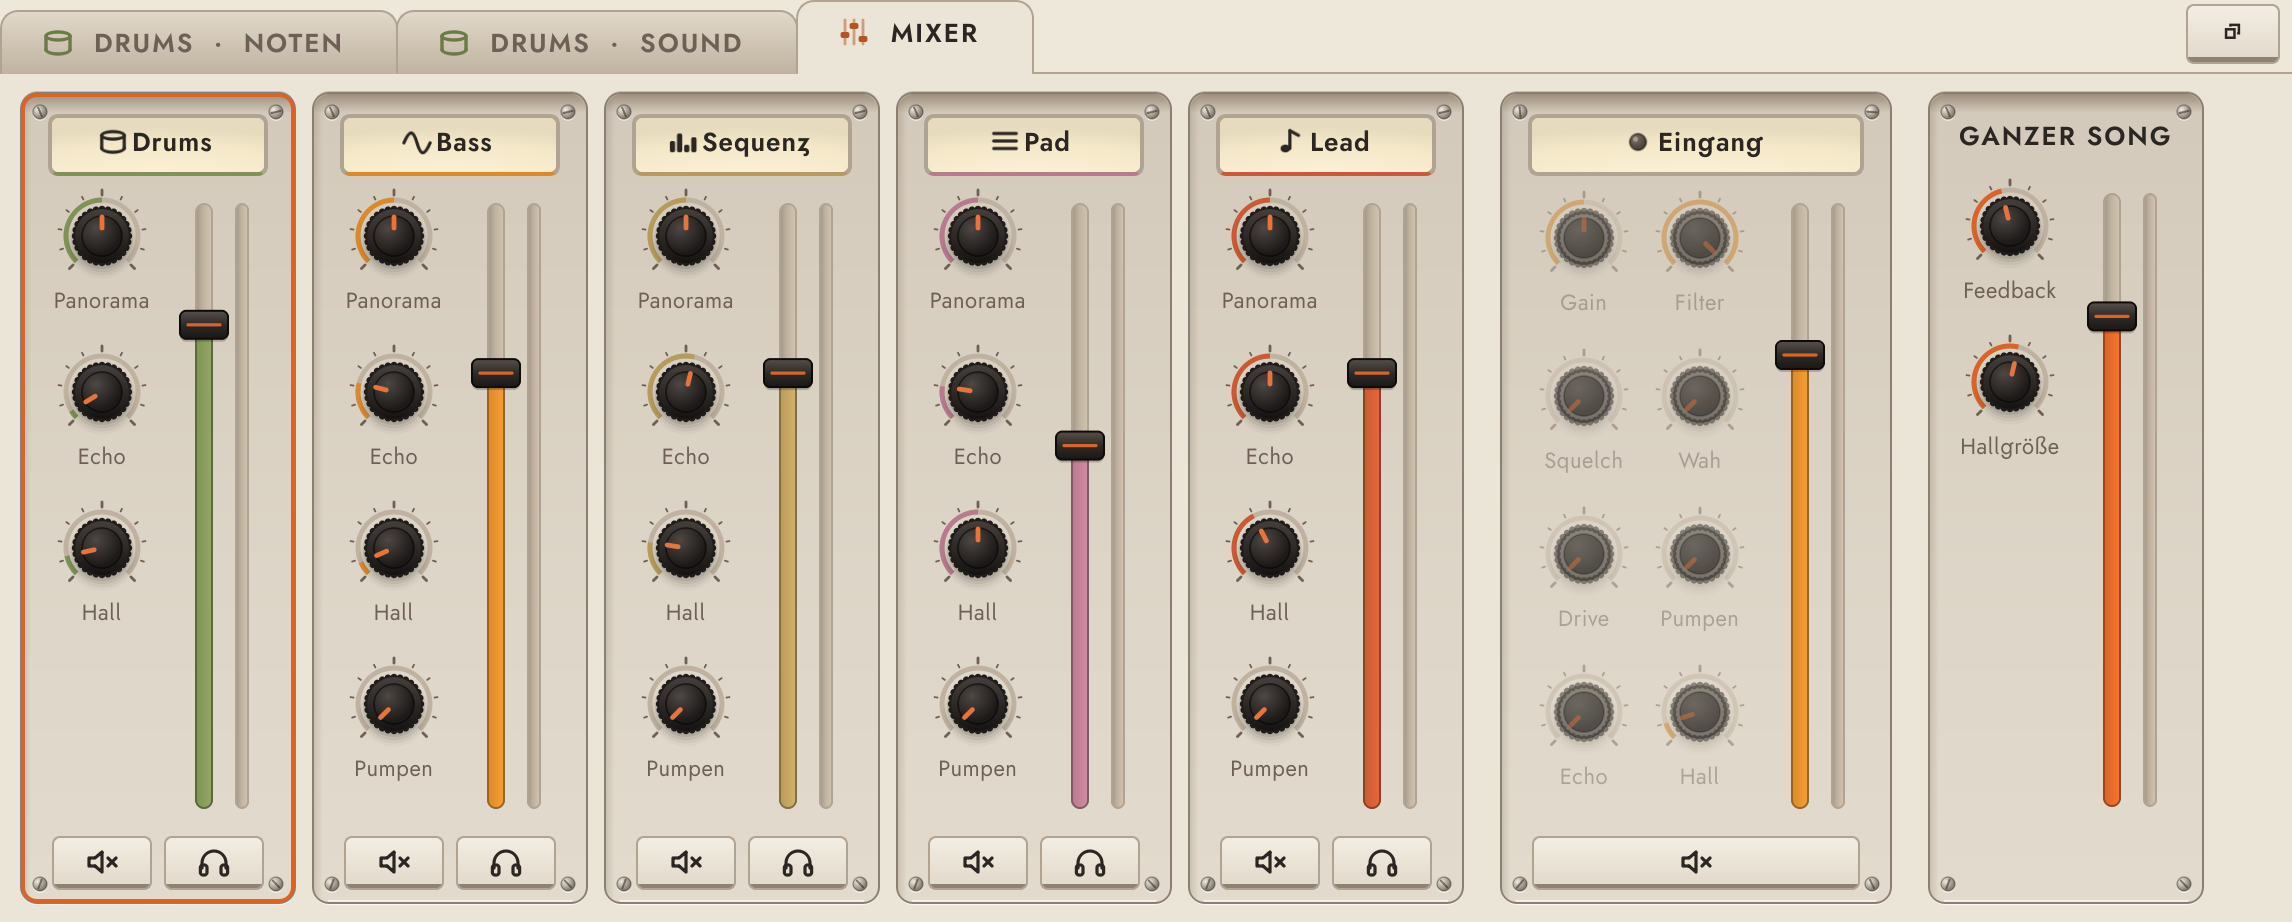 DRUMS · NOTEN
DRUMS · SOUND
MIXER
Drums
Panorama
Echo
Hall
Bass
Panorama
Echo
Hall
Pumpen
Sequenz
Panorama
Echo
Hall
Pumpen
Pad
Panorama
Echo
Hall
Pumpen
Lead
Panorama
Echo
Hall
Pumpen
Eingang
Gain Filter
Squelch Wah
Drive Pumpen
Echo Hall
GANZER SONG
Feedback
Hallgröße